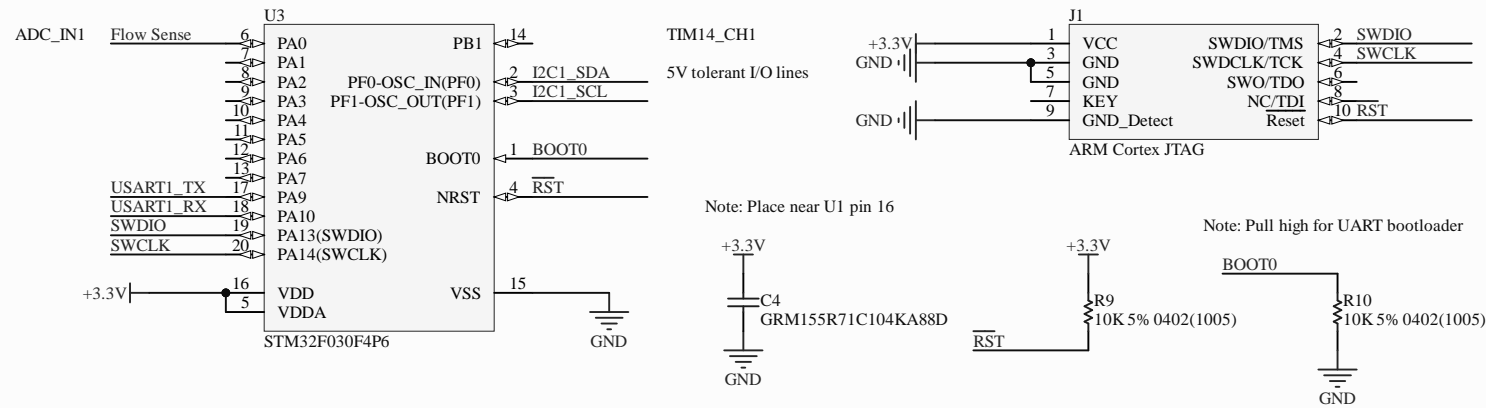 U3
ADC_IN1 Flow Sense 6 PA0 PB1 14 TIM14_CH1
7 PA1
8 PA2 PF0-OSC_IN(PF0) 2 I2C1_SDA 5V tolerant I/O lines
9 PA3 PF1-OSC_OUT(PF1) 3 I2C1_SCL
10 PA4
11 PA5
12 PA6 BOOT0 1 BOOT0
13 PA7
USART1_TX 17 PA9 NRST 4 RST
USART1_RX 18 PA10
SWDIO 19 PA13(SWDIO)
SWCLK 20 PA14(SWCLK)
+3.3V 16 VDD VSS 15
5 VDDA
GND
STM32F030F4P6
J1
+3.3V 1 VCC SWDIO/TMS 2 SWDIO
GND 3 GND SWDCLK/TCK 4 SWCLK
5 GND SWO/TDO 6
7 KEY NC/TDI 8
GND 9 GND_Detect Reset 10 RST
ARM Cortex JTAG
Note: Place near U1 pin 16
+3.3V
C4
GRM155R71C104KA88D
GND
+3.3V
R9
10K 5% 0402(1005)
RST
Note: Pull high for UART bootloader
BOOT0
R10
10K 5% 0402(1005)
GND